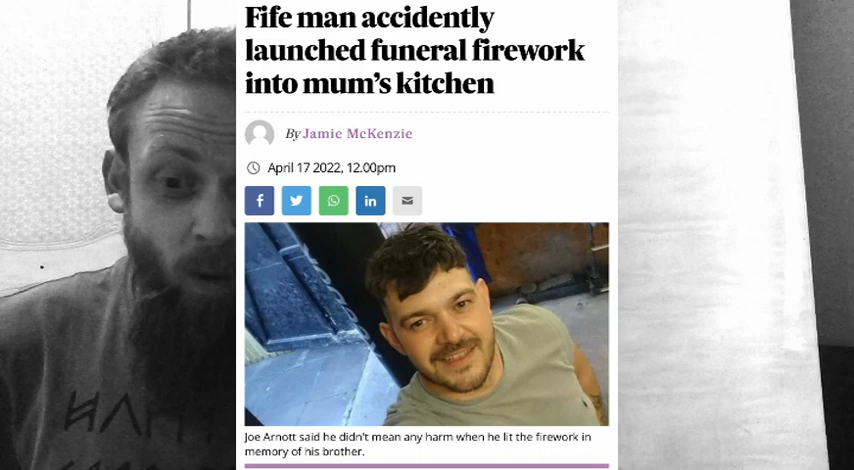 Fife man accidently
launched funeral firework
into mum's kitchen
By Jamie McKenzie
April 17 2022, 12.00pm
f
in
Joe Arnott said he didn't mean any harm when he lit the firework in
memory of his brother.